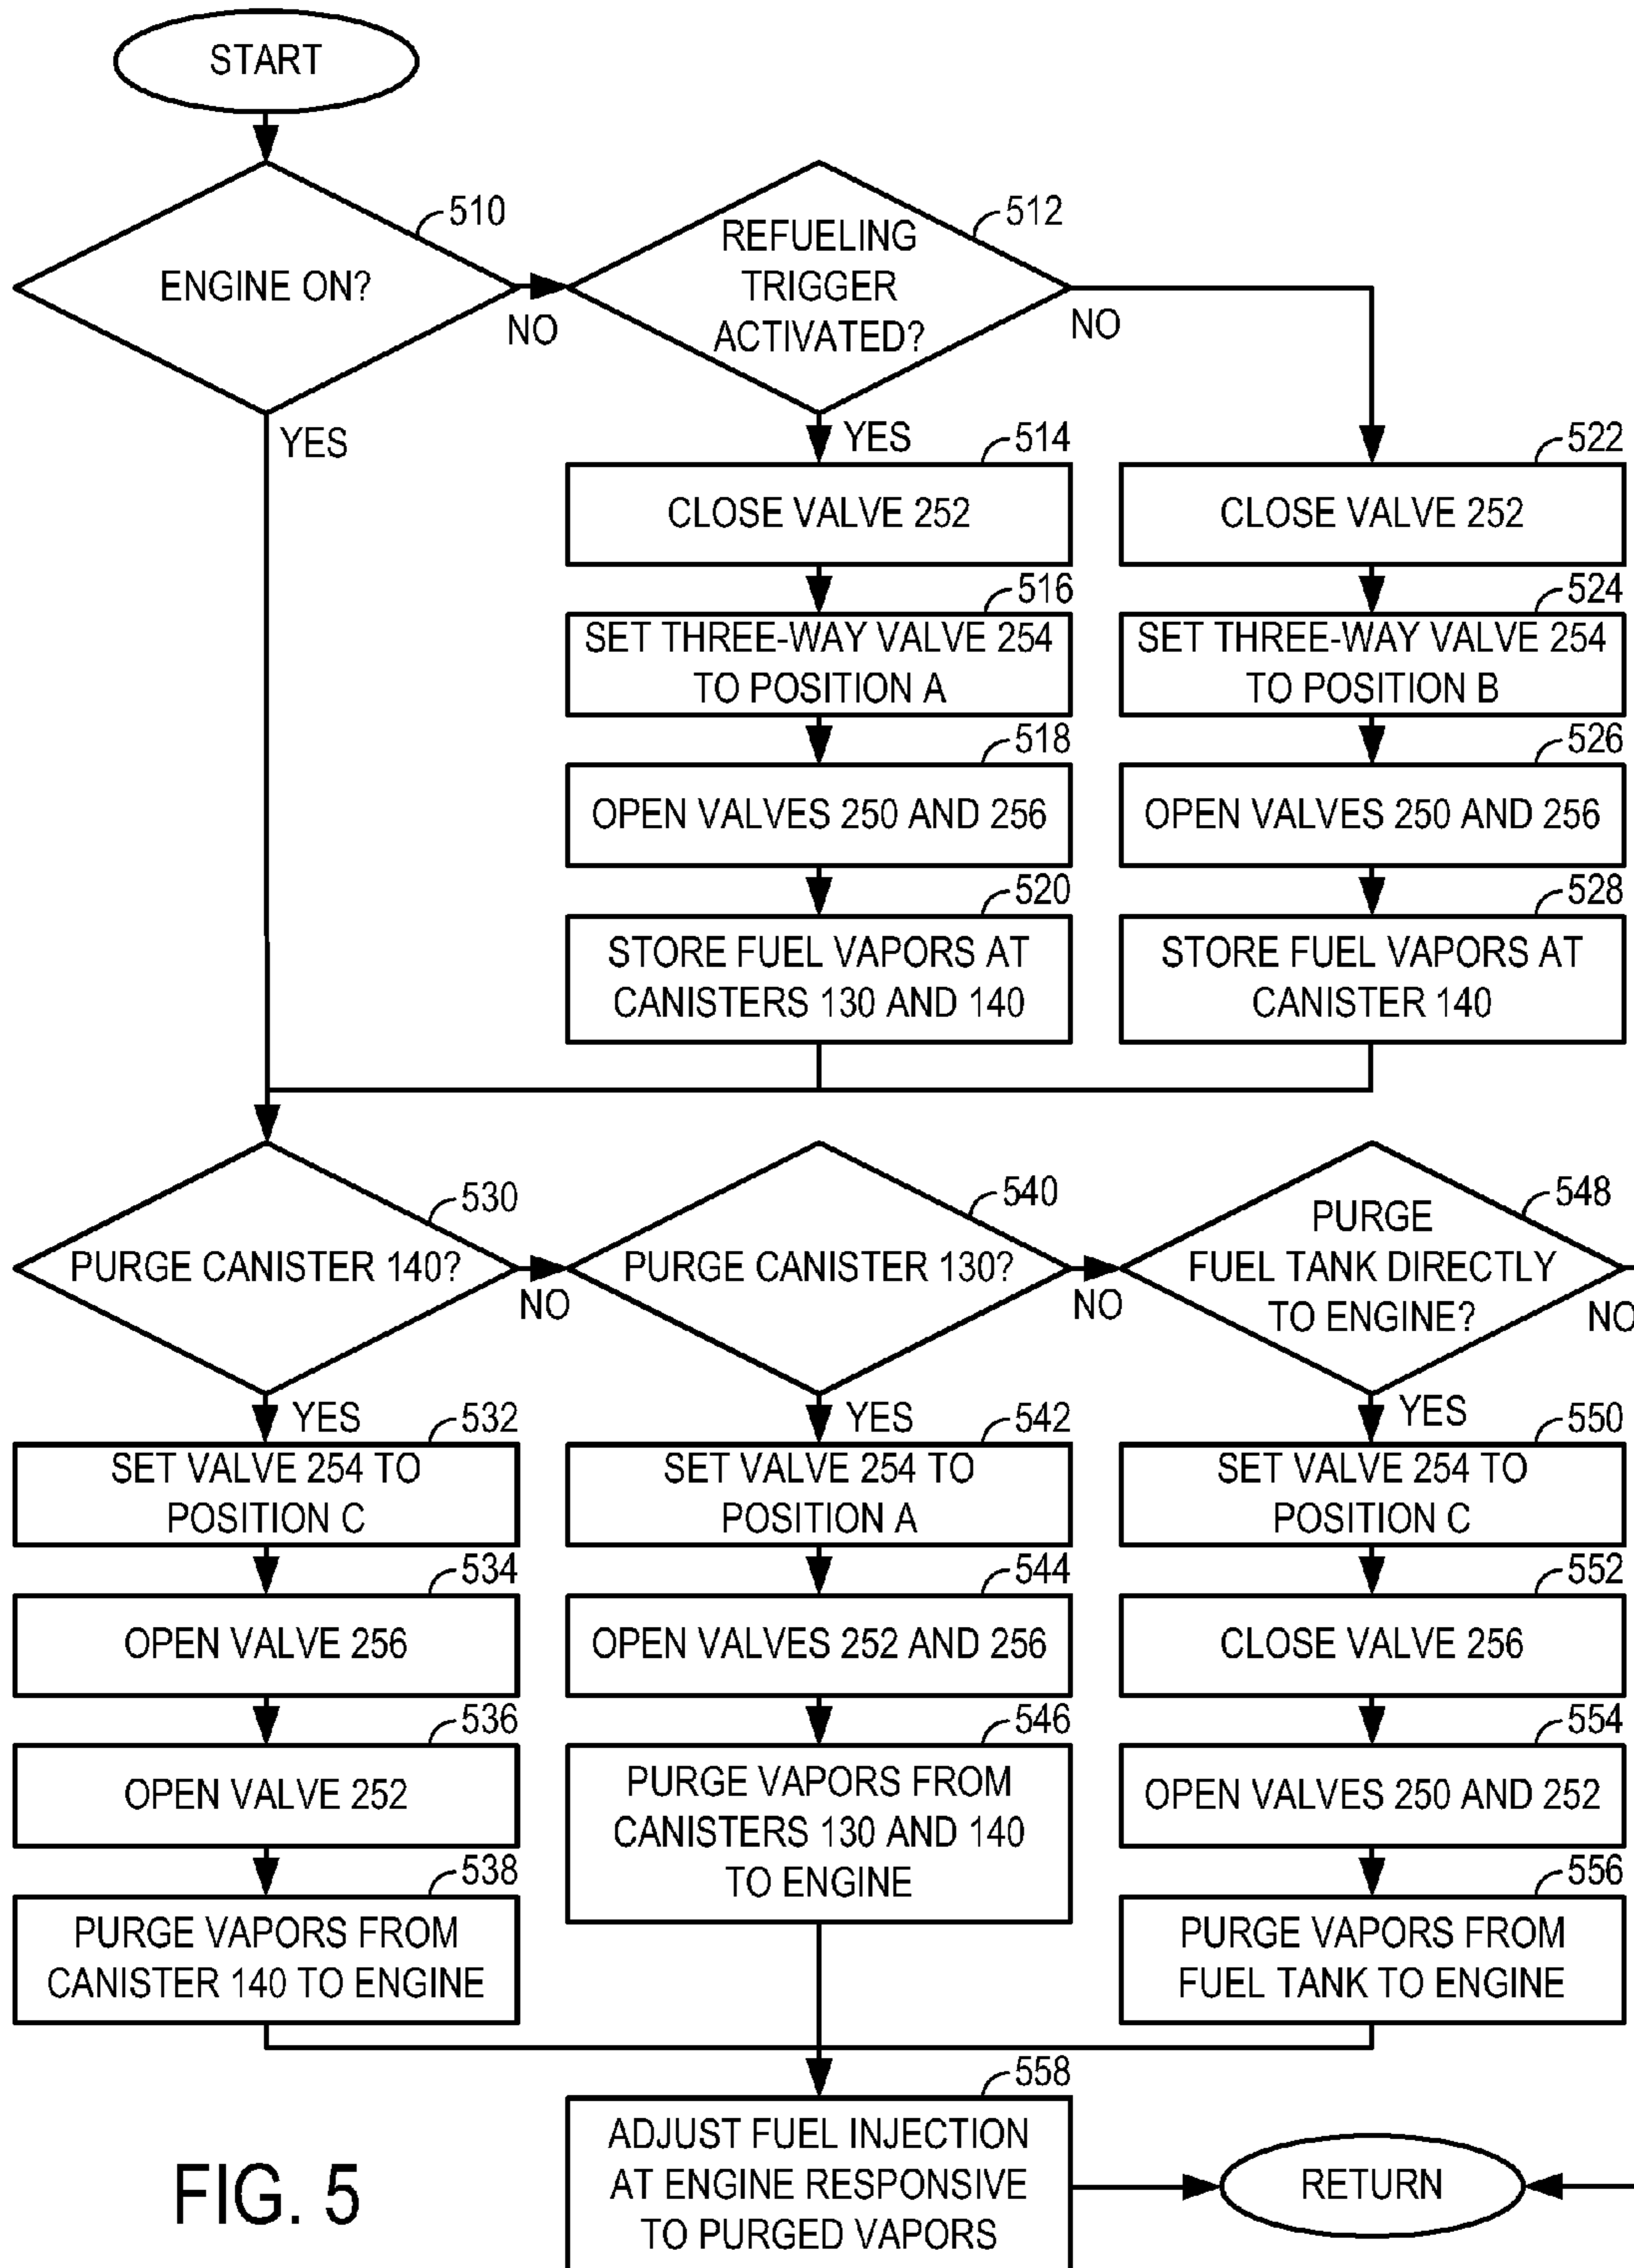 START
510
ENGINE ON?
NO
YES
512
REFUELING
TRIGGER
ACTIVATED?
NO
YES
514
CLOSE VALVE 252
516
SET THREE-WAY VALVE 254
TO POSITION A
518
OPEN VALVES 250 AND 256
520
STORE FUEL VAPORS AT
CANISTERS 130 AND 140
522
CLOSE VALVE 252
524
SET THREE-WAY VALVE 254
TO POSITION B
526
OPEN VALVES 250 AND 256
528
STORE FUEL VAPORS AT
CANISTER 140
530
PURGE CANISTER 140?
NO
YES
532
SET VALVE 254 TO
POSITION C
534
OPEN VALVE 256
536
OPEN VALVE 252
538
PURGE VAPORS FROM
CANISTER 140 TO ENGINE
540
PURGE CANISTER 130?
NO
YES
542
SET VALVE 254 TO
POSITION A
544
OPEN VALVES 252 AND 256
546
PURGE VAPORS FROM
CANISTERS 130 AND 140
TO ENGINE
548
PURGE
FUEL TANK DIRECTLY
TO ENGINE?
NO
YES
550
SET VALVE 254 TO
POSITION C
552
CLOSE VALVE 256
554
OPEN VALVES 250 AND 252
556
PURGE VAPORS FROM
FUEL TANK TO ENGINE
558
ADJUST FUEL INJECTION
AT ENGINE RESPONSIVE
TO PURGED VAPORS
RETURN
FIG. 5